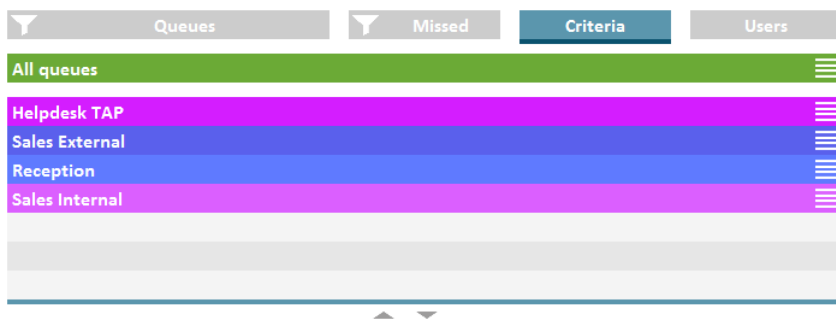 Queues Missed Criteria Users
All queues
Helpdesk TAP
Sales External
Reception
Sales Internal